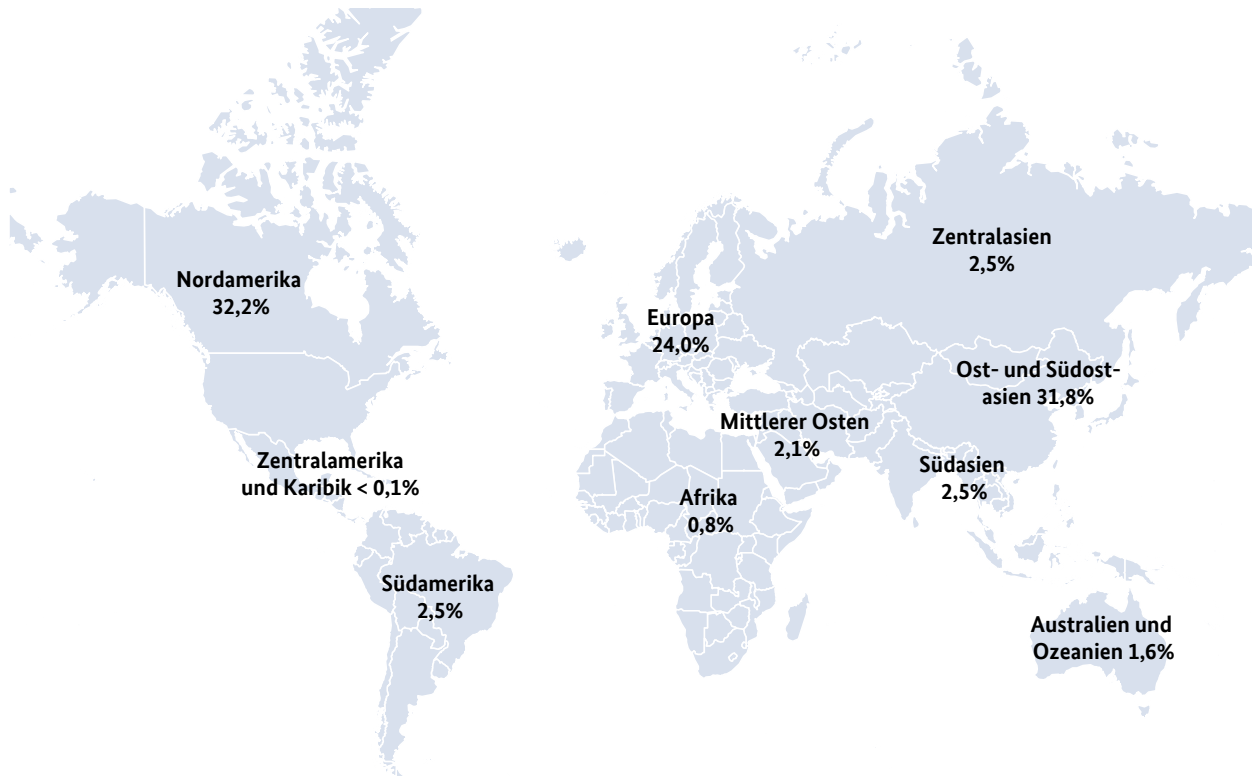 Zentralasien
2,5%
Nordamerika
32,2%
Europa
24,0%
Ost- und Südost-
asien 31,8%
Mittlerer Osten
2,1%
Zentralamerika
und Karibik < 0,1%
Südasien
2,5%
Afrika
0,8%
Südamerika
2,5%
Australien und
Ozeanien 1,6%